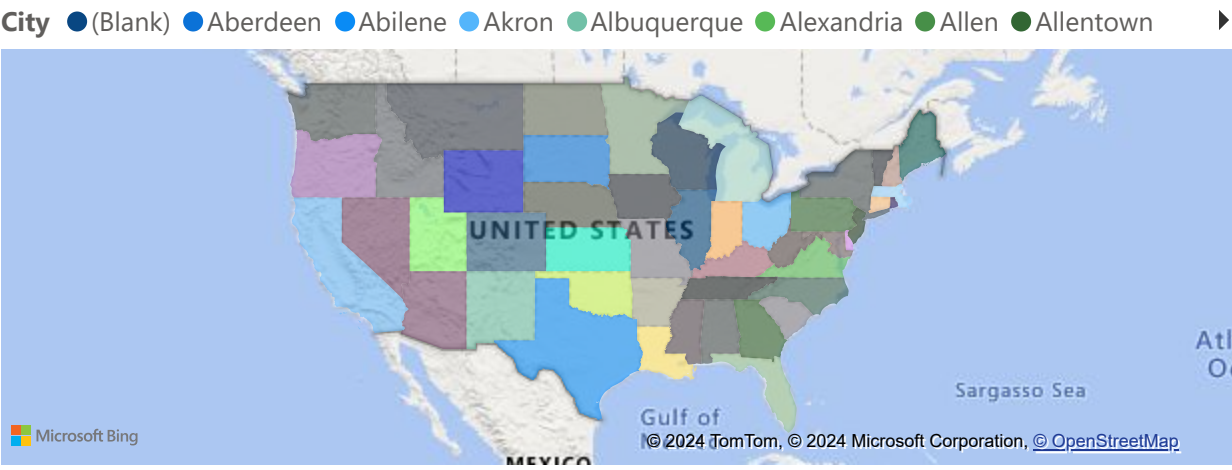 City (Blank) Aberdeen Abilene Akron Albuquerque Alexandria Allen Allentown
UNITED STATES
Atl
Sargasso Sea
Gulf of
Microsoft Bing
© 2024 TomTom, © 2024 Microsoft Corporation, © OpenStreetMap
MEXICO